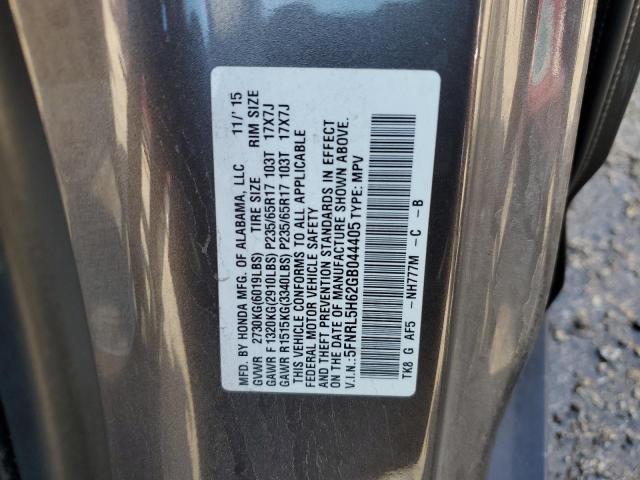 MFD. BY HONDA MFG. OF ALABAMA, LLC 11/'15
GVWR 2730KG(6019LBS) TIRE SIZE RIM SIZE
GAWR F 1320KG(2910LBS) P235/65R17 103T 17X7J
GAWR R1515KG(3340LBS) P235/65R17 103T 17X7J
THIS VEHICLE CONFORMS TO ALL APPLICABLE
FEDERAL MOTOR VEHICLE SAFETY
AND THEFT PREVENTION STANDARDS IN EFFECT
ON THE DATE OF MANUFACTURE SHOWN ABOVE.
V.I.N.:5FNRL5H62GB044405 TYPE: MPV
TK8 G AF5 -NH777M -C -B